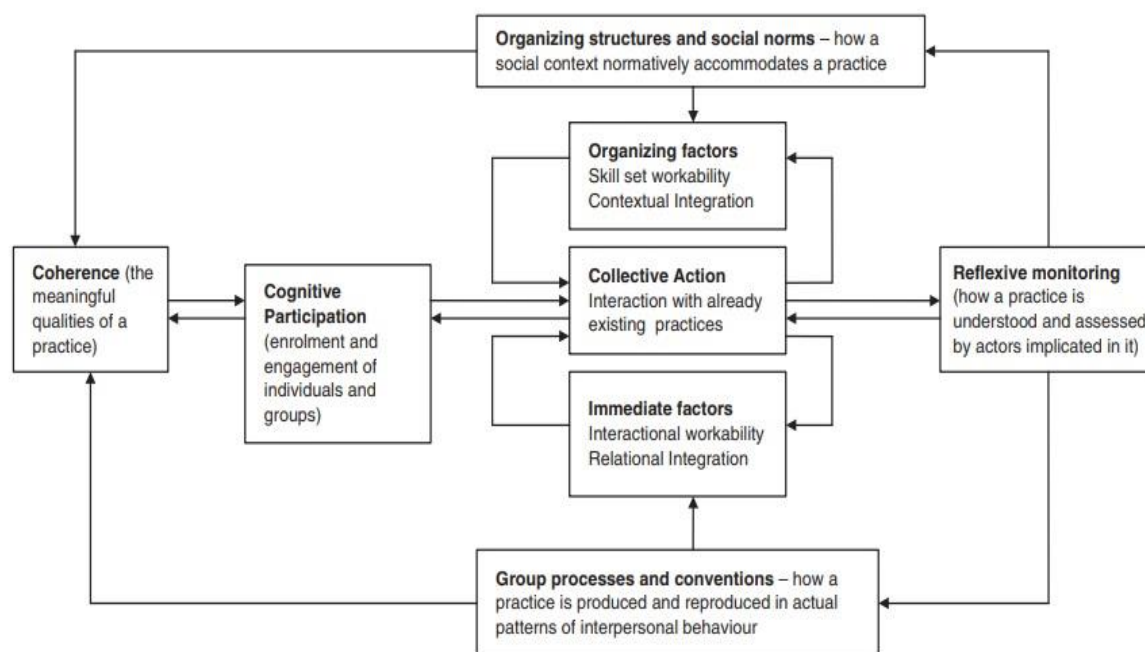 Organizing structures and social norms – how a
social context normatively accommodates a practice
Organizing factors
Skill set workability
Contextual Integration
Coherence (the
meaningful
qualities of a
practice)
Cognitive
Participation
(enrolment and
engagement of
individuals and
groups)
Collective Action
Interaction with already
existing practices
Reflexive monitoring
(how a practice is
understood and assessed
by actors implicated in it)
Immediate factors
Interactional workability
Relational Integration
Group processes and conventions – how a
practice is produced and reproduced in actual
patterns of interpersonal behaviour